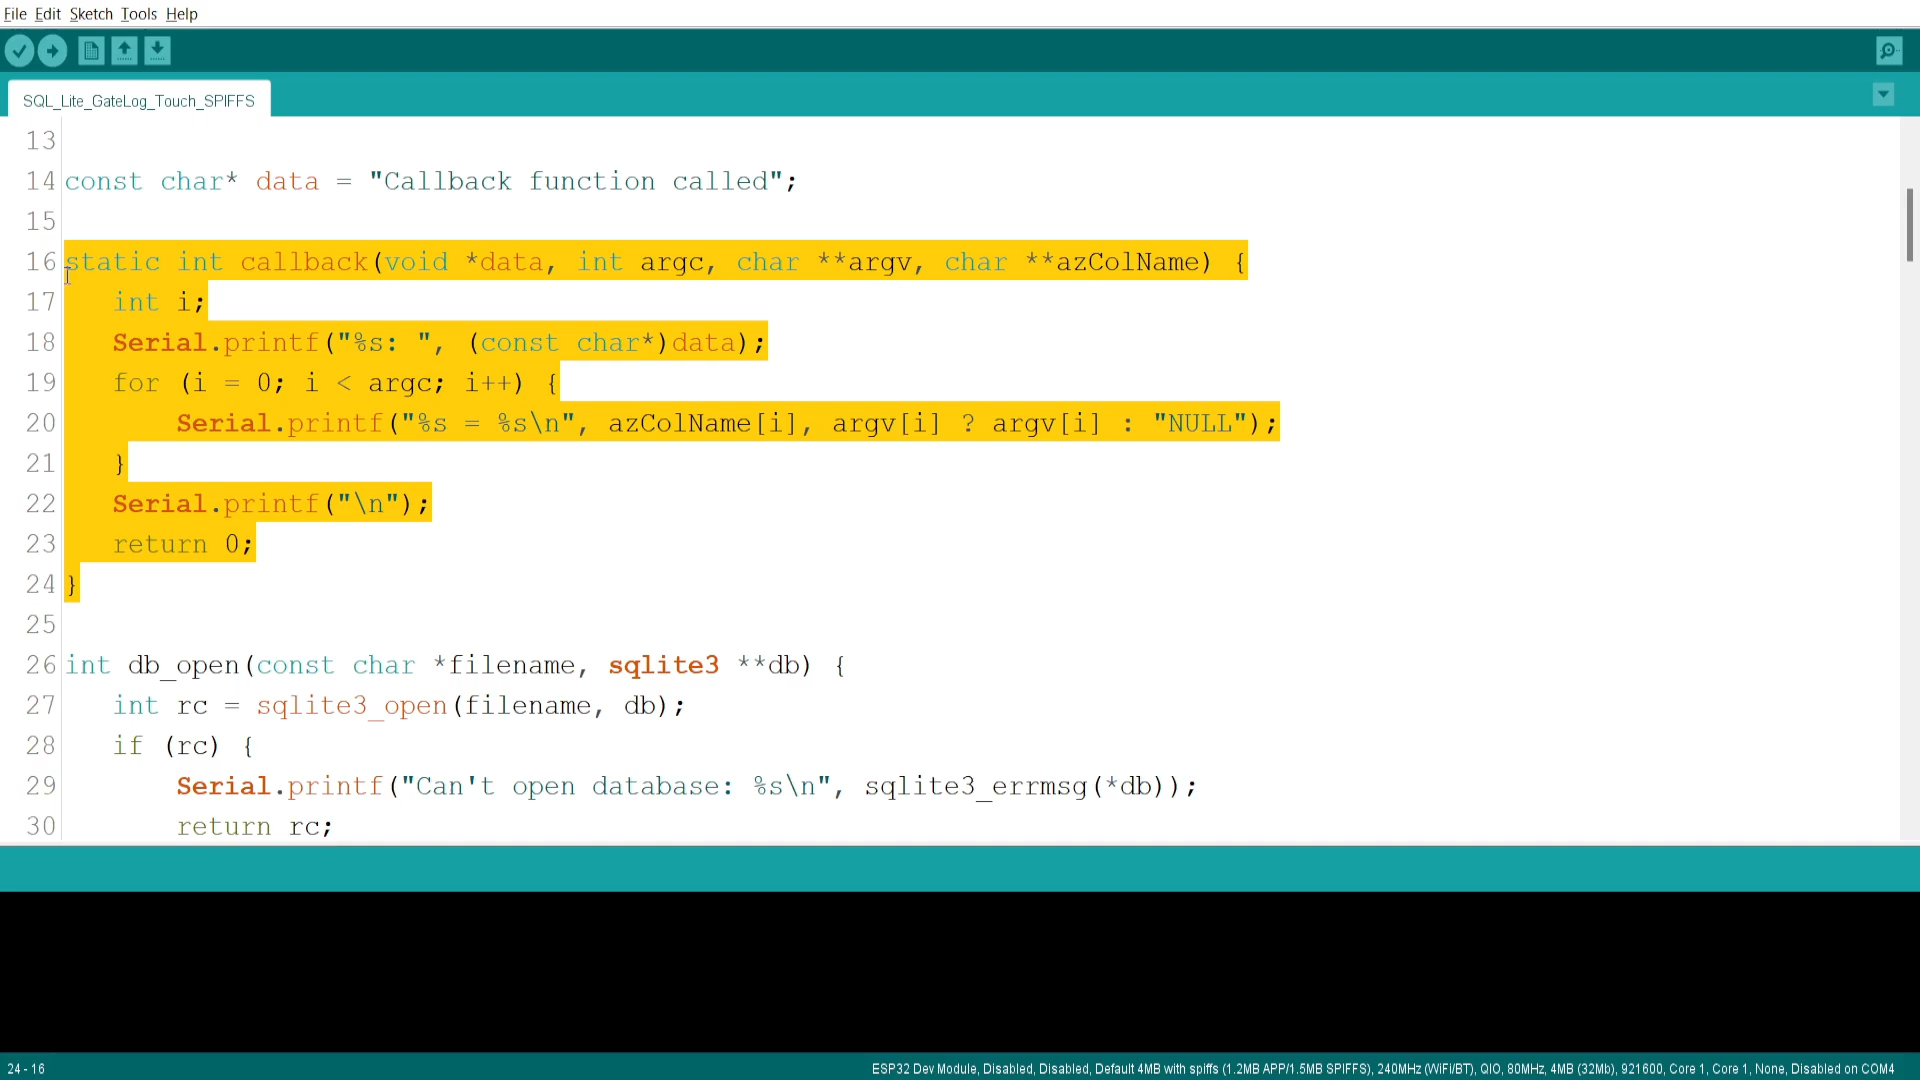 File Edit Sketch Tools Help
SQL_Lite_GateLog_Touch_SPIFFS
13
14 const char* data = "Callback function called";
15
16 static int callback(void *data, int argc, char **argv, char **azColName) {
17 int i;
18 Serial.printf("%s: ", (const char*)data);
19 for (i = 0; i < argc; i++) {
20 Serial.printf("%s = %s\n", azColName[i], argv[i] ? argv[i] : "NULL");
21 }
22 Serial.printf("\n");
23 return 0;
24 }
25
26 int db_open(const char *filename, sqlite3 **db) {
27 int rc = sqlite3_open(filename, db);
28 if (rc) {
29 Serial.printf("Can't open database: %s\n", sqlite3_errmsg(*db));
30 return rc;
24 - 16 ESP32 Dev Module, Disabled, Disabled, Default 4MB with spiffs (1.2MB APP/1.5MB SPIFFS), 240MHz (WiFi/BT), QIO, 80MHz, 4MB (32Mb), 921600, Core 1, Core 1, None, Disabled on COM4